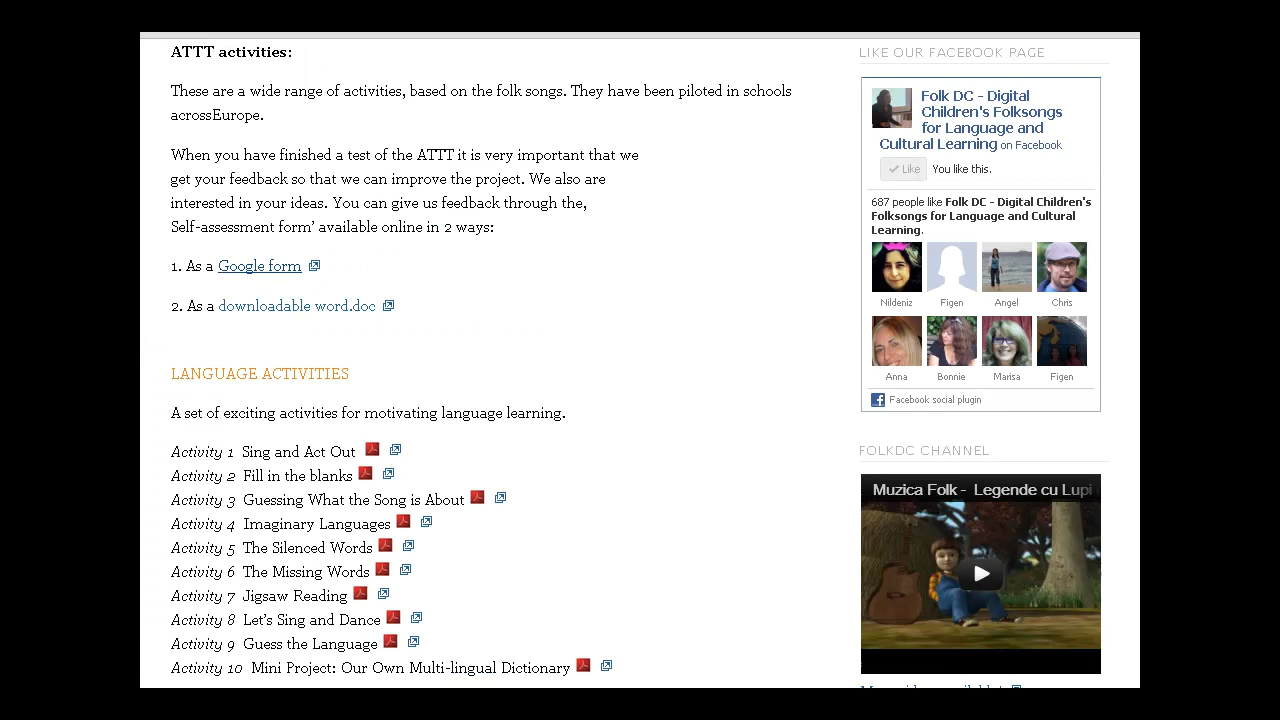 ATTT activities:
These are a wide range of activities, based on the folk songs. They have been piloted in schools
acrossEurope.
When you have finished a test of the ATTT it is very important that we
get your feedback so that we can improve the project. We also are
interested in your ideas. You can give us feedback through the,
Self-assessment form’ available online in 2 ways:
1. As a Google form
2. As a downloadable word.doc
LANGUAGE ACTIVITIES
A set of exciting activities for motivating language learning.
Activity 1 Sing and Act Out
Activity 2 Fill in the blanks
Activity 3 Guessing What the Song is About
Activity 4 Imaginary Languages
Activity 5 The Silenced Words
Activity 6 The Missing Words
Activity 7 Jigsaw Reading
Activity 8 Let’s Sing and Dance
Activity 9 Guess the Language
Activity 10 Mini Project: Our Own Multi-lingual Dictionary
LIKE OUR FACEBOOK PAGE
Folk DC - Digital
Children's Folksongs
for Language and
Cultural Learning on Facebook
Like You like this.
687 people like Folk DC - Digital Children's
Folksongs for Language and Cultural
Learning.
Nildeniz Figen Angel Chris
Anna Bonnie Marisa Figen
Facebook social plugin
FOLKDC CHANNEL
Muzica Folk - Legende cu Lupi